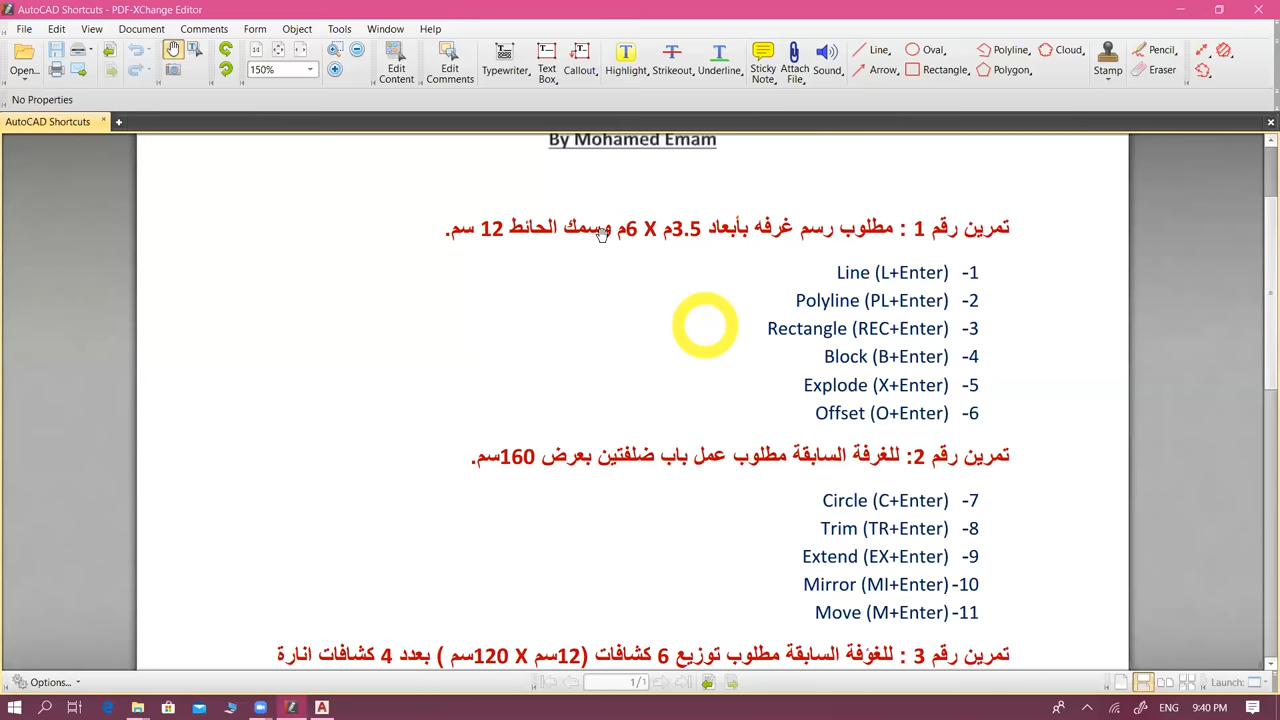 AutoCAD Shortcuts - PDF-XChange Editor
File Edit View Document Comments Form Object Tools Window Help
Open... 150% Edit Content Edit Comments Typewriter Text Box Callout Highlight Strikeout Underline Sticky Note Attach File Sound Line Arrow Oval Rectangle Polyline Polygon Cloud Stamp Pencil Eraser
No Properties
AutoCAD Shortcuts
By Mohamed Emam
تمرين رقم 1 : مطلوب رسم غرفه بأبعاد 3.5م X 6م وسمك الحائط 12 سم.
1- Line (L+Enter)
2- Polyline (PL+Enter)
3- Rectangle (REC+Enter)
4- Block (B+Enter)
5- Explode (X+Enter)
6- Offset (O+Enter)
تمرين رقم 2: للغرفة السابقة مطلوب عمل باب ضلفتين بعرض 160سم.
7- Circle (C+Enter)
8- Trim (TR+Enter)
9- Extend (EX+Enter)
10- Mirror (MI+Enter)
11- Move (M+Enter)
تمرين رقم 3 : للغؤفة السابقة مطلوب توزيع 6 كشافات (12سم X 120سم ) بعدد 4 كشافات انارة
Options... 1/1 Launch:
ENG 9:40 PM